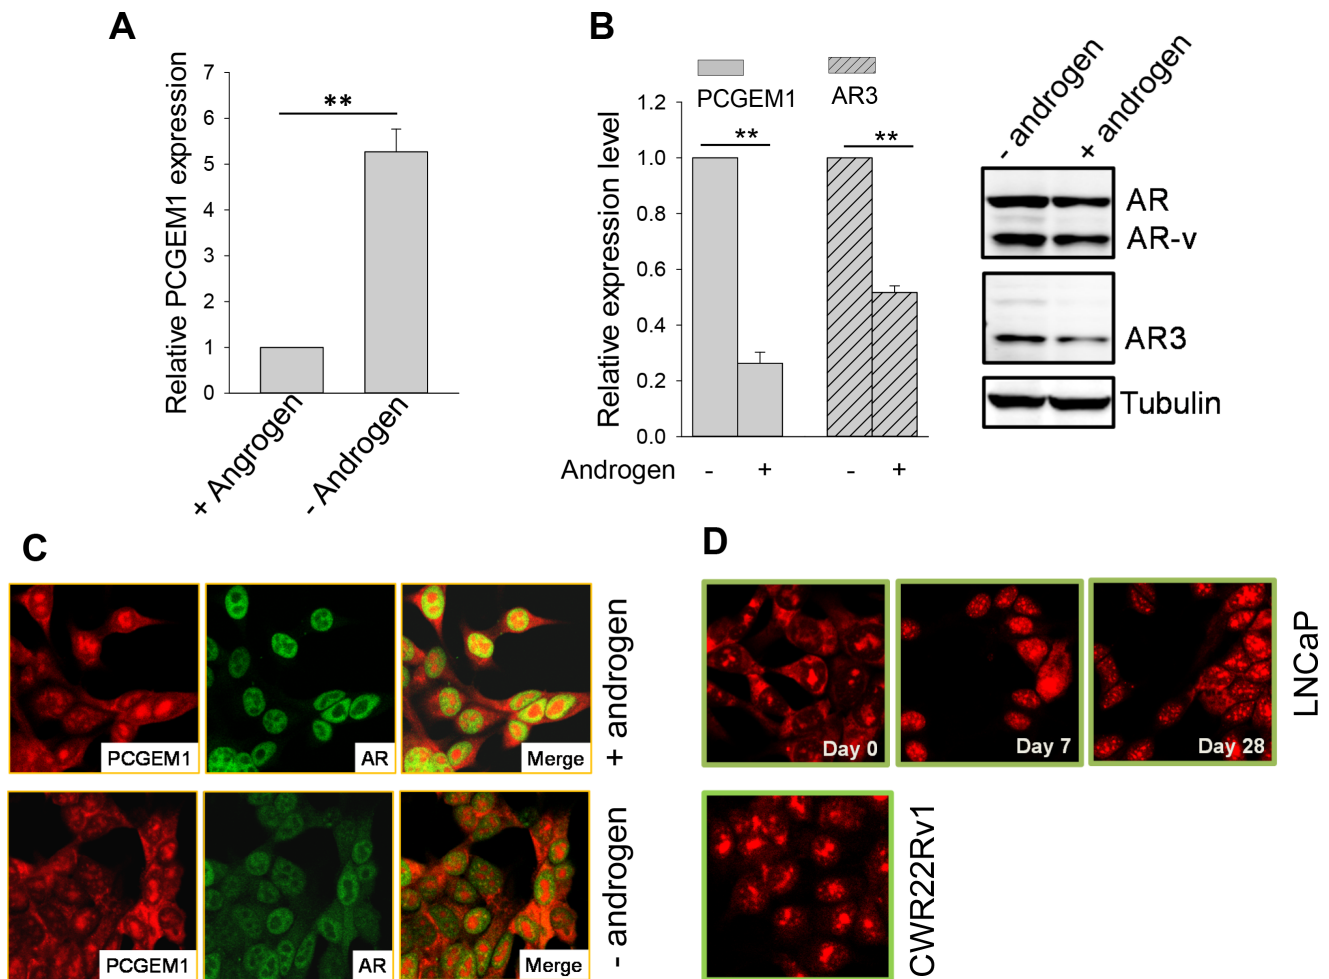 A
Relative PCGEM1 expression
7
6
5
4
3
2
1
0
**
+ Angrogen
- Androgen
B
Relative expression level
PCGEM1
AR3
1.2
1.0
0.8
0.6
0.4
0.2
0.0
**
**
Androgen - + - +
- androgen
+ androgen
AR
AR-v
AR3
Tubulin
C
PCGEM1
AR
Merge
+ androgen
PCGEM1
AR
Merge
- androgen
D
Day 0
Day 7
Day 28
LNCaP
CWR22Rv1